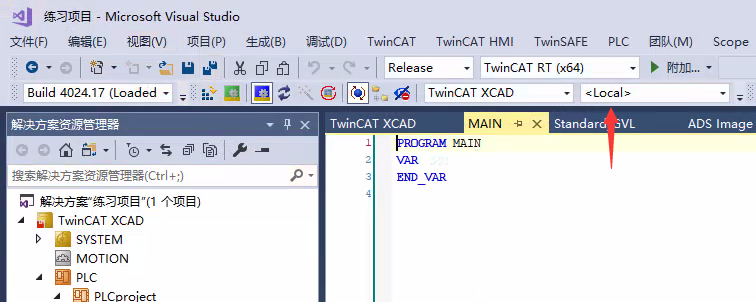 练习项目 - Microsoft Visual Studio
文件(F) 编辑(E) 视图(V) 项目(P) 生成(B) 调试(D) TwinCAT TwinCAT HMI TwinSAFE PLC 团队(M) Scope
Release TwinCAT RT (x64) 附加...
Build 4024.17 (Loaded TwinCAT XCAD <Local>
解决方案资源管理器
搜索解决方案资源管理器(Ctrl+;)
解决方案"练习项目"(1 个项目)
TwinCAT XCAD
SYSTEM
MOTION
PLC
PLCproject
TwinCAT XCAD MAIN Standard GVL ADS Image
1 PROGRAM MAIN
2 VAR
3 END_VAR
4